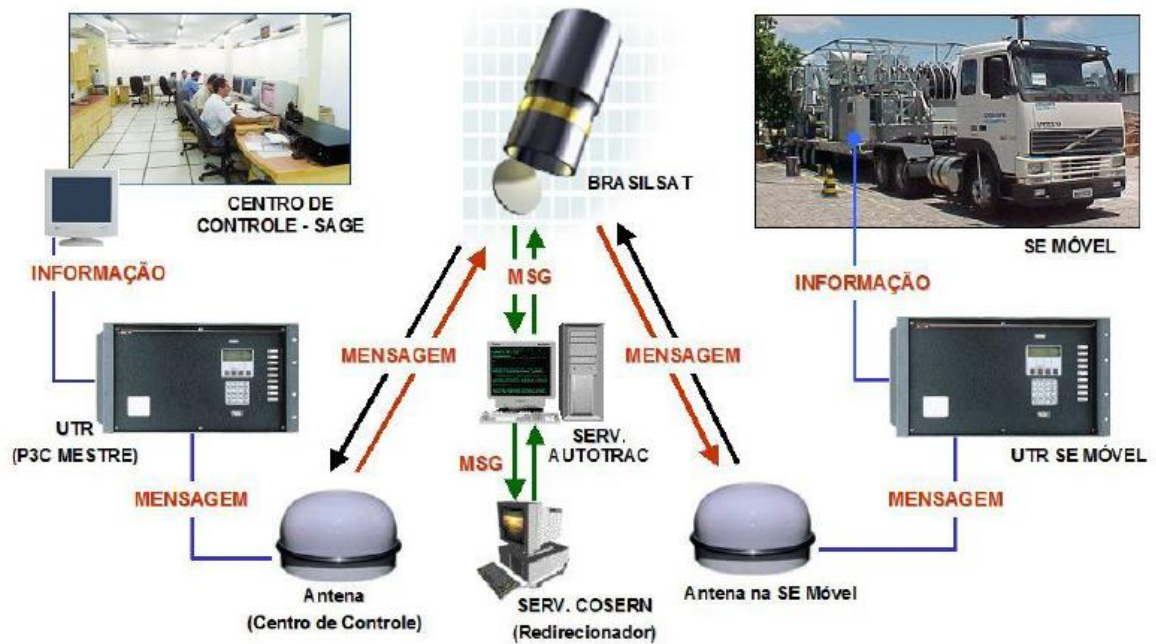 BRASILSAT
CENTRO DE
CONTROLE - SAGE
SE MÓVEL
INFORMAÇÃO
MSG
INFORMAÇÃO
MENSAGEM
MENSAGEM
UTR
(P3C MESTRE)
SERV.
AUTOTRAC
UTR SE MÓVEL
MSG
MENSAGEM
MENSAGEM
Antena
(Centro de Controle)
SERV. COSERN
(Redirecionador)
Antena na SE Móvel